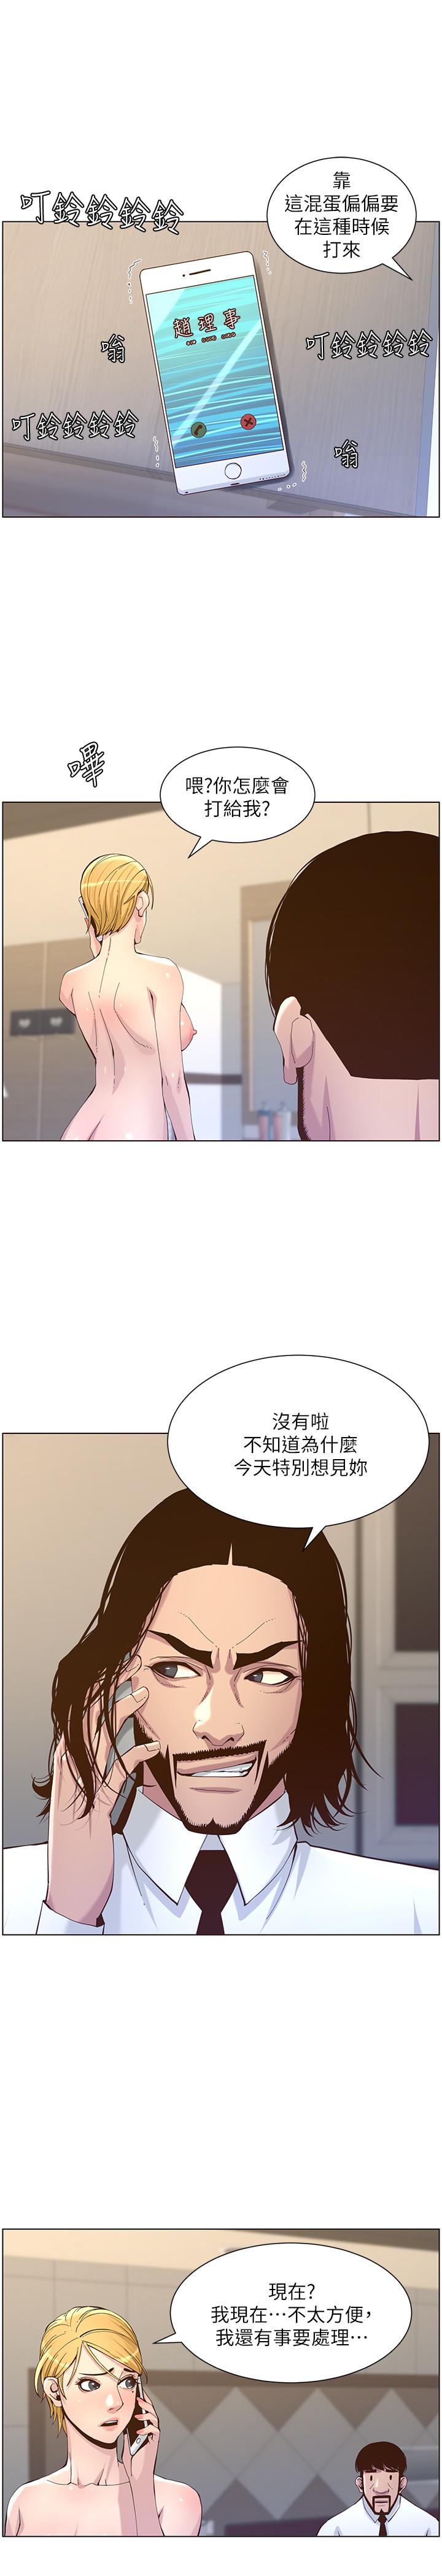 靠
這混蛋偏偏要
在這種時候
打來
叮鈴鈴鈴鈴
趙理事
嗡
叮鈴鈴鈴鈴
叮鈴鈴鈴鈴
嗡
嗶
喂?你怎麼會
打給我?
沒有啦
不知道為什麼
今天特別想見妳
現在?
我現在⋯不太方便,
我還有事要處理⋯